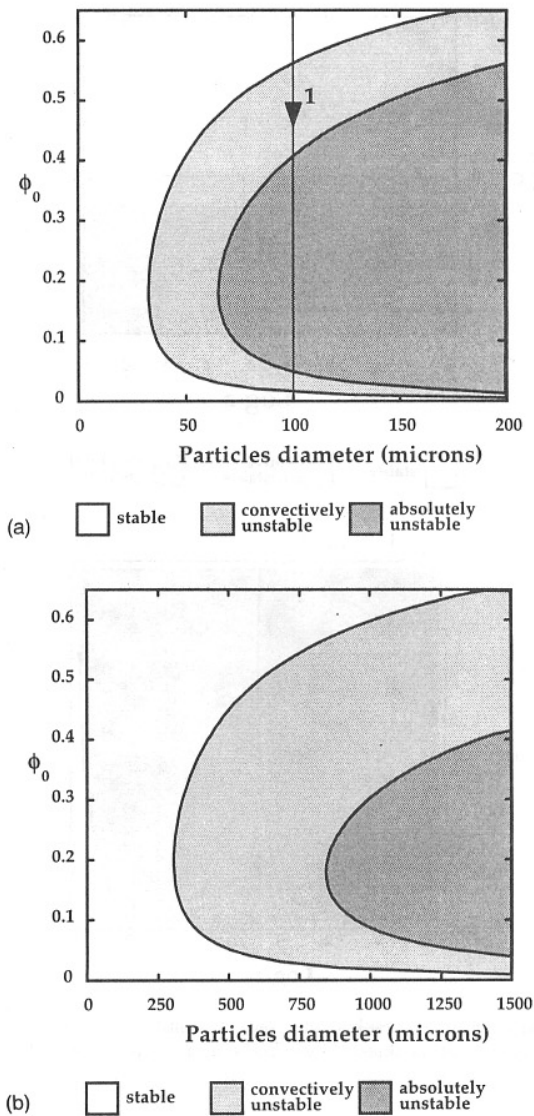 0.6
0.5
0.4
ϕ0
0.3
0.2
0.1
0
1
0 50 100 150 200
Particles diameter (microns)
(a)
stable
convectively
unstable
absolutely
unstable
0.6
0.5
0.4
ϕ0
0.3
0.2
0.1
0
0 250 500 750 1000 1250 1500
Particles diameter (microns)
(b)
stable
convectively
unstable
absolutely
unstable